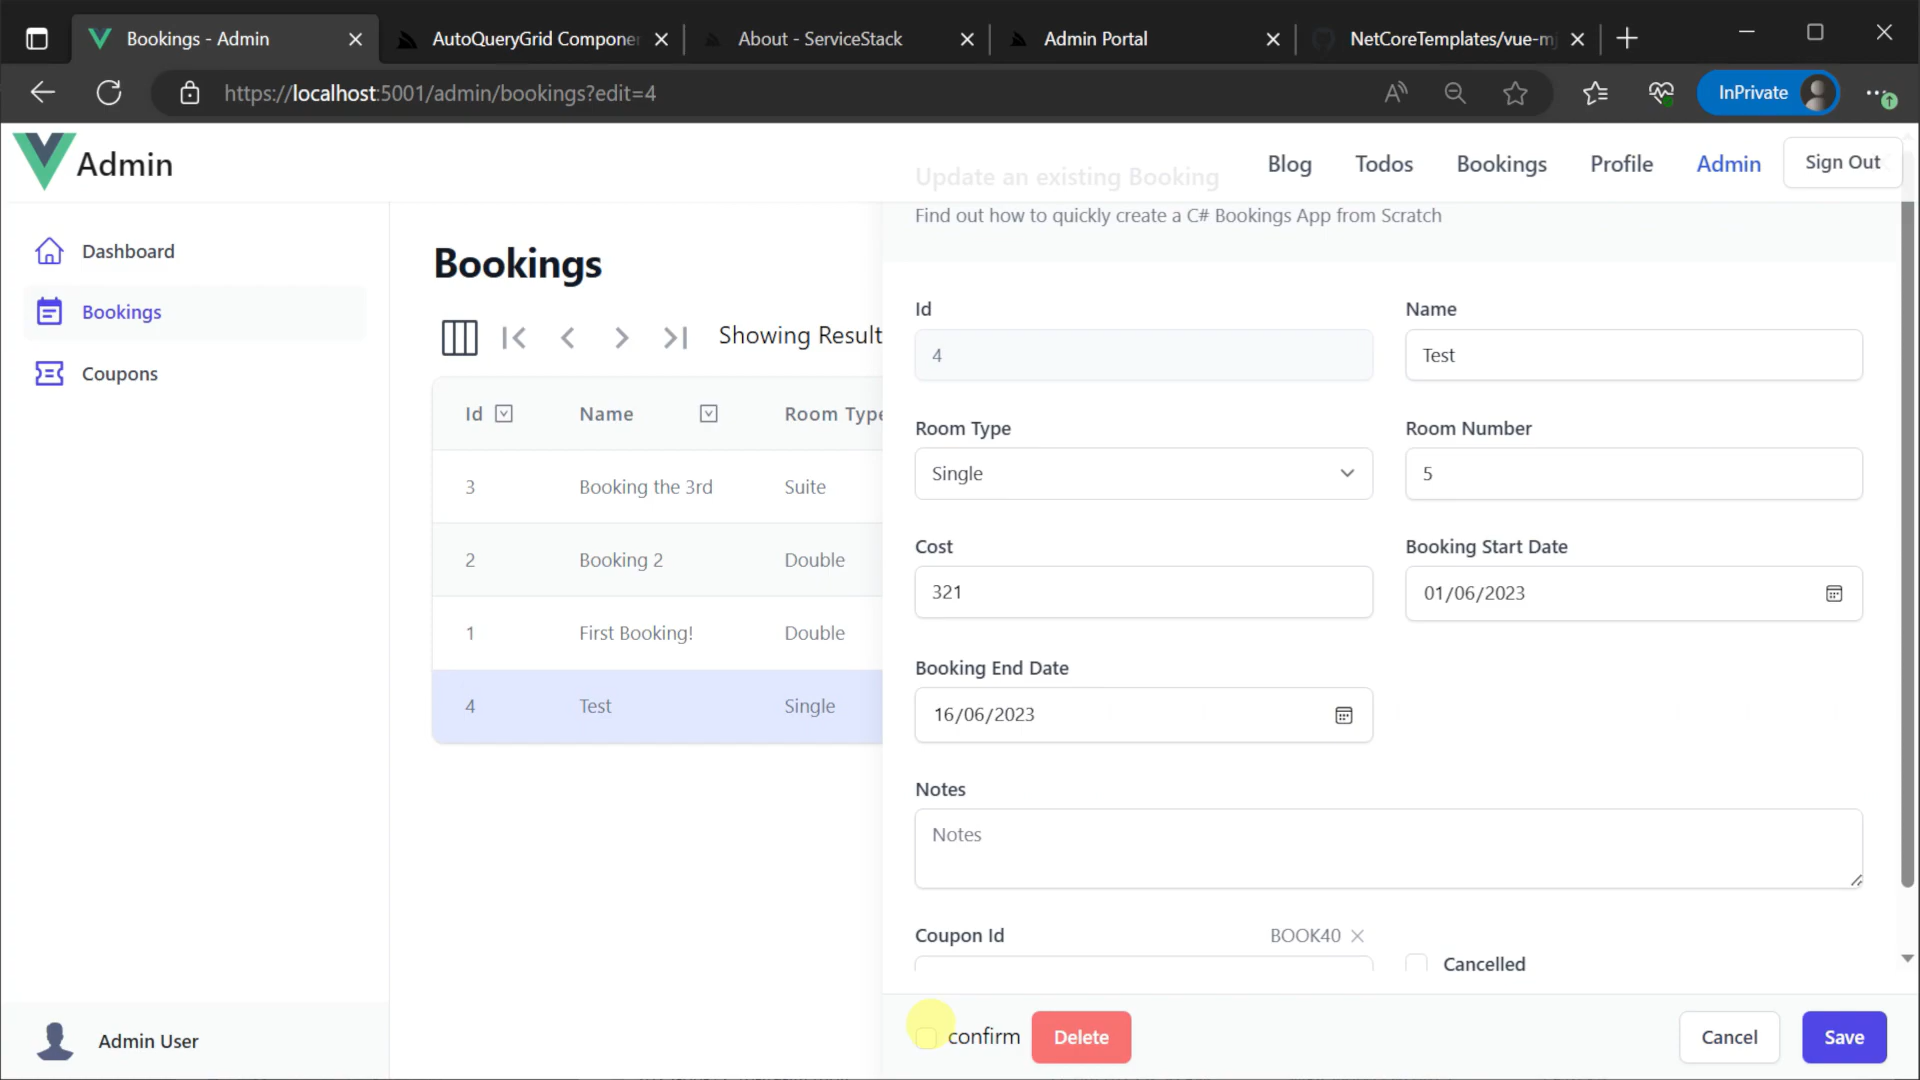 Bookings - Admin
AutoQueryGrid Compone
About - ServiceStack
Admin Portal
NetCoreTemplates/vue-m
https://localhost:5001/admin/bookings?edit=4
InPrivate
Admin
Blog
Todos
Bookings
Profile
Admin
Sign Out
Dashboard
Bookings
Coupons
Admin User
Bookings
Showing Result
Id
Name
Room Type
3
Booking the 3rd
Suite
2
Booking 2
Double
1
First Booking!
Double
4
Test
Single
Update an existing Booking
Find out how to quickly create a C# Bookings App from Scratch
Id
Name
4
Test
Room Type
Room Number
Single
5
Cost
Booking Start Date
321
01/06/2023
Booking End Date
16/06/2023
Notes
Notes
Coupon Id
BOOK40
Cancelled
confirm
Delete
Cancel
Save